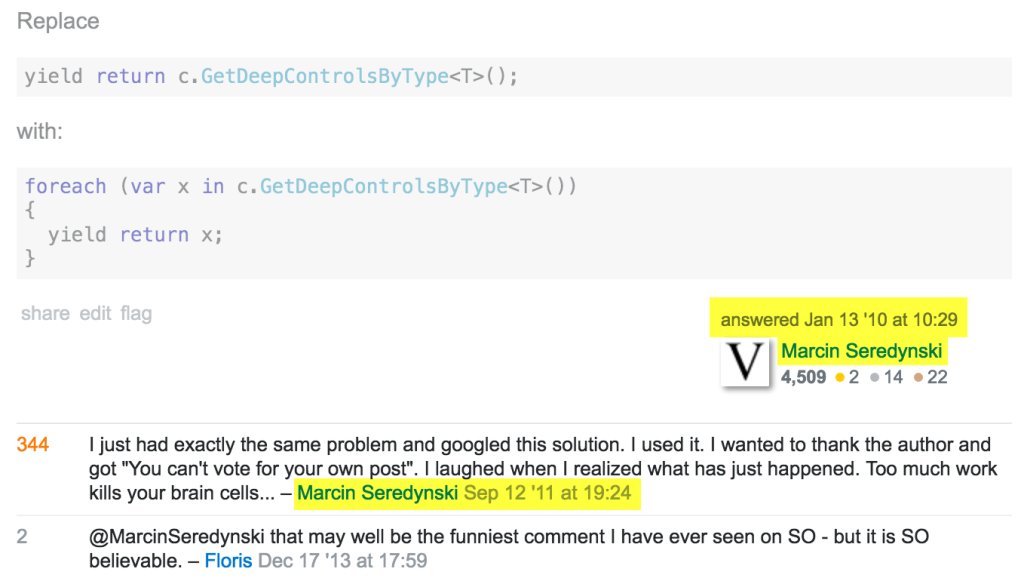 Replace
yield return c.GetDeepControlsByType<T>();
with:
foreach (var x in c.GetDeepControlsByType<T>())
{
  yield return x;
}
share edit flag
answered Jan 13 '10 at 10:29
V
Marcin Seredynski
4,509 ●2 ●14 ●22
344
I just had exactly the same problem and googled this solution. I used it. I wanted to thank the author and
got "You can't vote for your own post". I laughed when I realized what has just happened. Too much work
kills your brain cells... – Marcin Seredynski Sep 12 '11 at 19:24
2
@MarcinSeredynski that may well be the funniest comment I have ever seen on SO - but it is SO
believable. – Floris Dec 17 '13 at 17:59